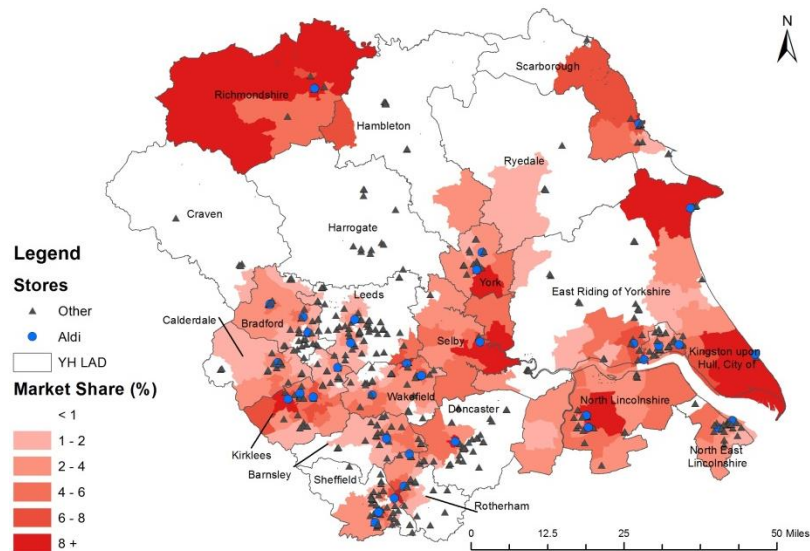 N
Scarborough
Richmondshire
Hambleton
Ryedale
Craven
Harrogate
York
East Riding of Yorkshire
Leeds
Bradford
Calderdale
Selby
Kingston upon
Hull, City of
Wakefield
Kirklees
Barnsley
Doncaster
North Lincolnshire
North East
Lincolnshire
Sheffield
Rotherham
Legend
Stores
Other
Aldi
YH LAD
Market Share (%)
< 1
1 - 2
2 - 4
4 - 6
6 - 8
8 +
0 12.5 25 50 Miles